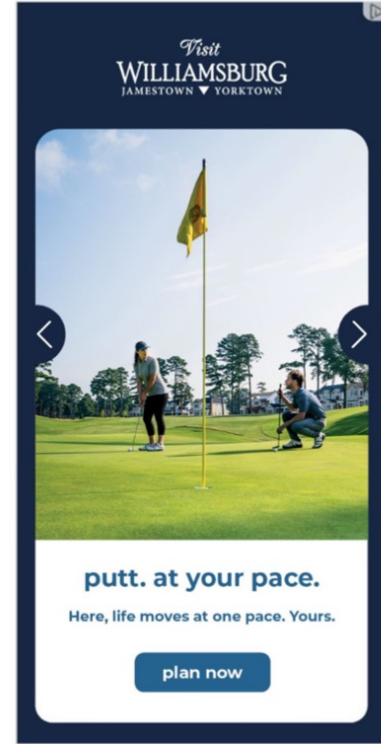 Visit
WILLIAMSBURG
JAMESTOWN YORKTOWN
putt. at your pace.
Here, life moves at one pace. Yours.
plan now